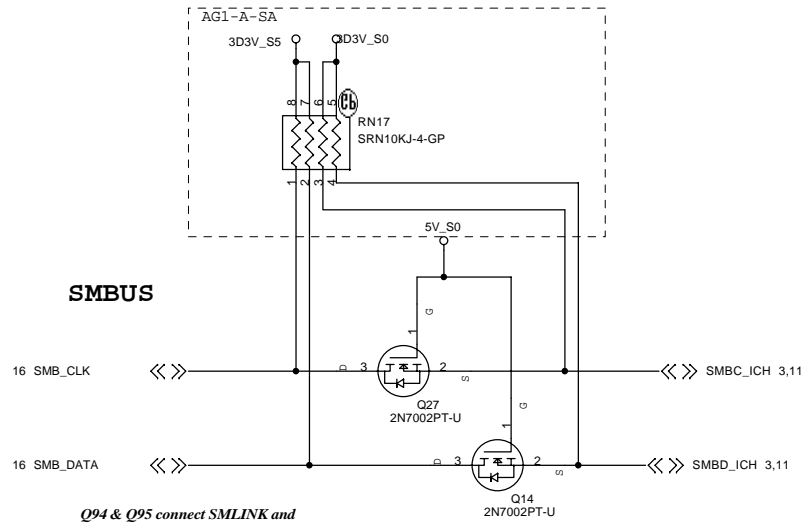 AG1-A-SA
3D3V_S5
3D3V_S0
8 7 6 5
RN17
SRN10KJ-4-GP
1 2 3 4
5V_S0
SMBUS
G
1
16 SMB_CLK
D 3
2 S
SMBC_ICH 3,11
Q27
2N7002PT-U
G
1
16 SMB_DATA
D 3
2 S
SMBD_ICH 3,11
Q14
2N7002PT-U
Q94 & Q95 connect SMLINK and